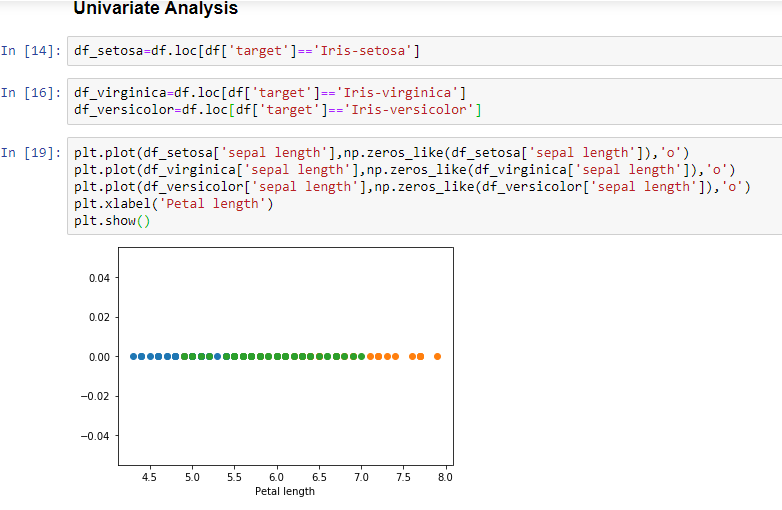 Univariate Analysis
In [14]: df_setosa=df.loc[df['target']=='Iris-setosa']
In [16]: df_virginica=df.loc[df['target']=='Iris-virginica']
df_versicolor=df.loc[df['target']=='Iris-versicolor']
In [19]: plt.plot(df_setosa['sepal length'],np.zeros_like(df_setosa['sepal length']),'o')
plt.plot(df_virginica['sepal length'],np.zeros_like(df_virginica['sepal length']),'o')
plt.plot(df_versicolor['sepal length'],np.zeros_like(df_versicolor['sepal length']),'o')
plt.xlabel('Petal length')
plt.show()
0.04
0.02
0.00
−0.02
−0.04
4.5 5.0 5.5 6.0 6.5 7.0 7.5 8.0
Petal length